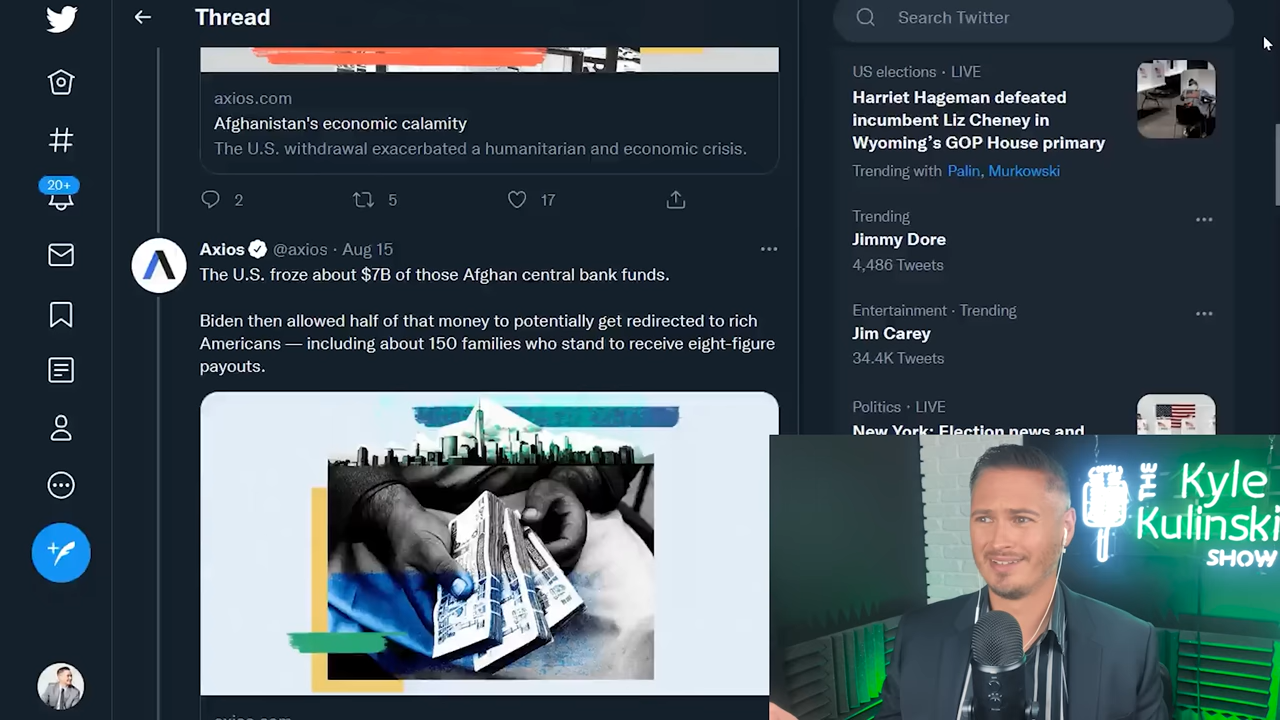 Thread
axios.com
Afghanistan's economic calamity
The U.S. withdrawal exacerbated a humanitarian and economic crisis.
2
5
17
20+
Axios @axios · Aug 15
The U.S. froze about $7B of those Afghan central bank funds.
Biden then allowed half of that money to potentially get redirected to rich
Americans — including about 150 families who stand to receive eight-figure
payouts.
axios.com
Search Twitter
US elections · LIVE
Harriet Hageman defeated
incumbent Liz Cheney in
Wyoming’s GOP House primary
Trending with Palin, Murkowski
Trending
Jimmy Dore
4,486 Tweets
Entertainment · Trending
Jim Carey
34.4K Tweets
Politics · LIVE
New York: Election news and
THE
Kyle
Kulinski
SHOW